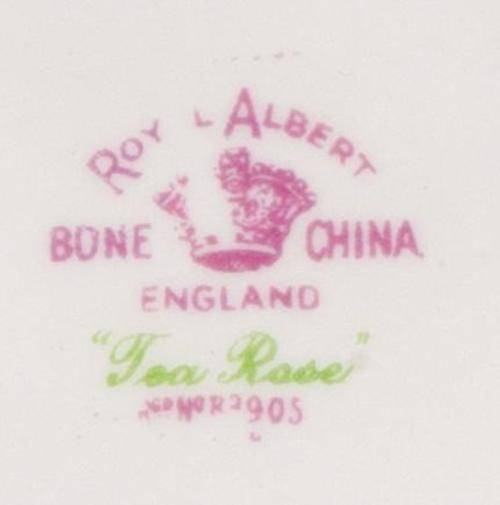 ROY L ALBERT
BONE CHINA
ENGLAND
"Tea Rose"
905